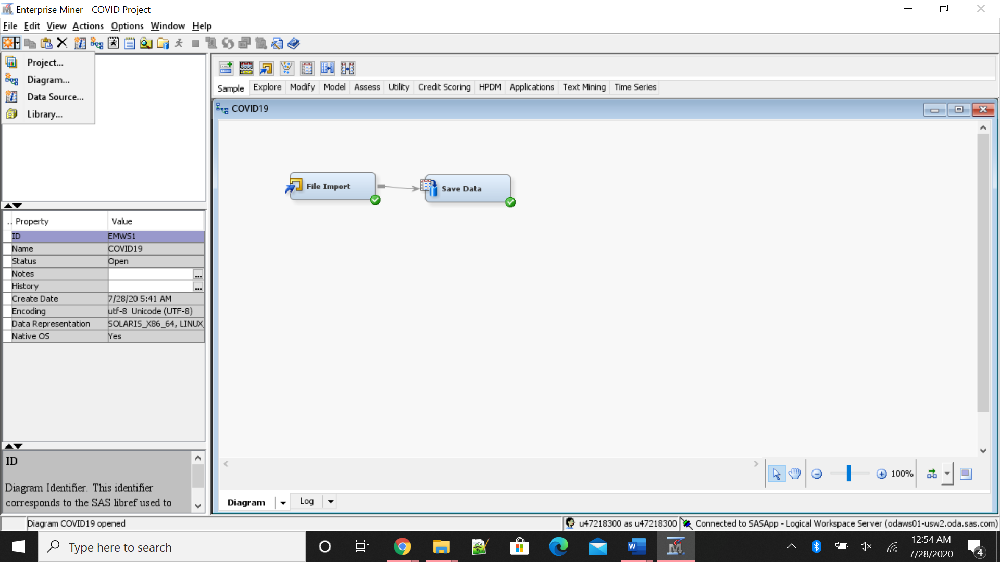 Enterprise Miner - COVID Project
File Edit View Actions Options Window Help
Project...
Diagram...
Data Source...
Library...
Sample Explore Modify Model Assess Utility Credit Scoring HPDM Applications Text Mining Time Series
COVID19
File Import
Save Data
.. Property Value
ID EMWS1
Name COVID19
Status Open
Notes ...
History ...
Create Date 7/28/20 5:41 AM
Encoding utf-8 Unicode (UTF-8)
Data Representation SOLARIS_X86_64, LINUX_
Native OS Yes
ID
Diagram Identifier. This identifier
corresponds to the SAS libref used to
100%
Diagram Log
Diagram COVID19 opened
u47218300 as u47218300 Connected to SASApp - Logical Workspace Server (odaws01-usw2.oda.sas.com)
Type here to search
W
12:54 AM
7/28/2020
4